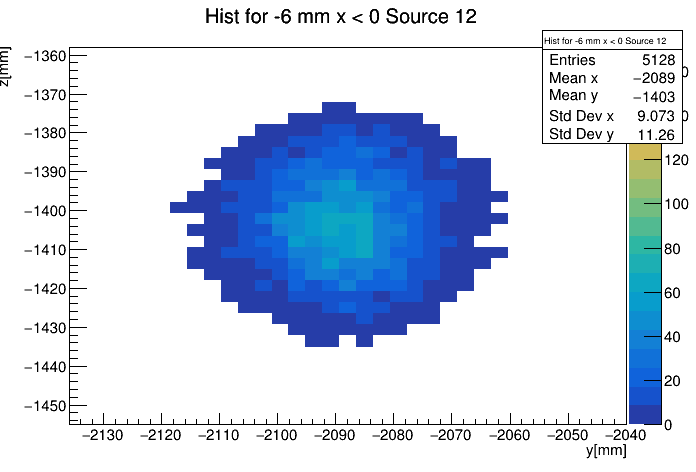 Hist for -6 mm x < 0 Source 12
z[mm]
Hist for -6 mm x < 0 Source 12
Entries 5128
Mean x −2089
Mean y −1403
Std Dev x 9.073
Std Dev y 11.26
−1360
−1370
−1380
−1390
−1400
−1410
−1420
−1430
−1440
−1450
−2130 −2120 −2110 −2100 −2090 −2080 −2070 −2060 −2050 −2040
y[mm]
0
0
120
100
80
60
40
20
0